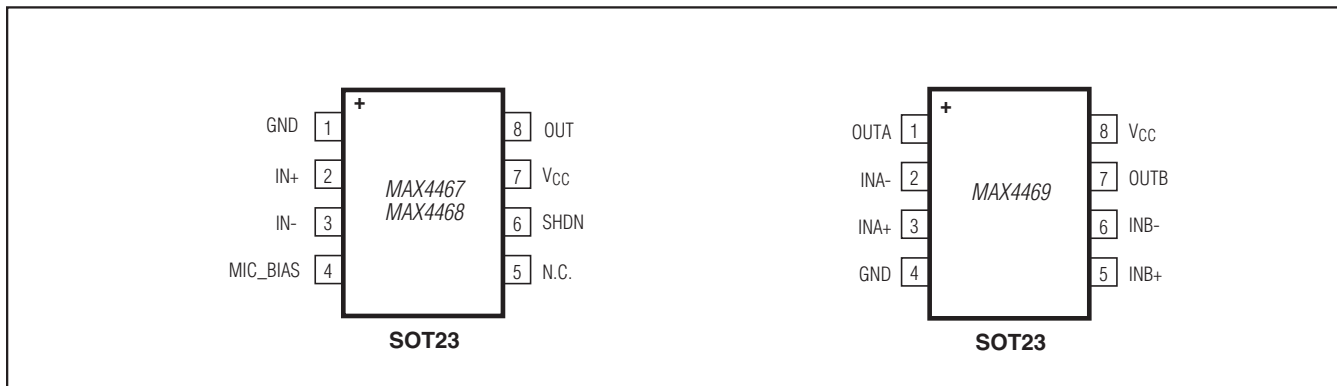 +
GND 1
IN+ 2
IN- 3
MIC_BIAS 4
MAX4467
MAX4468
8 OUT
7 VCC
6 SHDN
5 N.C.
SOT23
+
OUTA 1
INA- 2
INA+ 3
GND 4
MAX4469
8 VCC
7 OUTB
6 INB-
5 INB+
SOT23